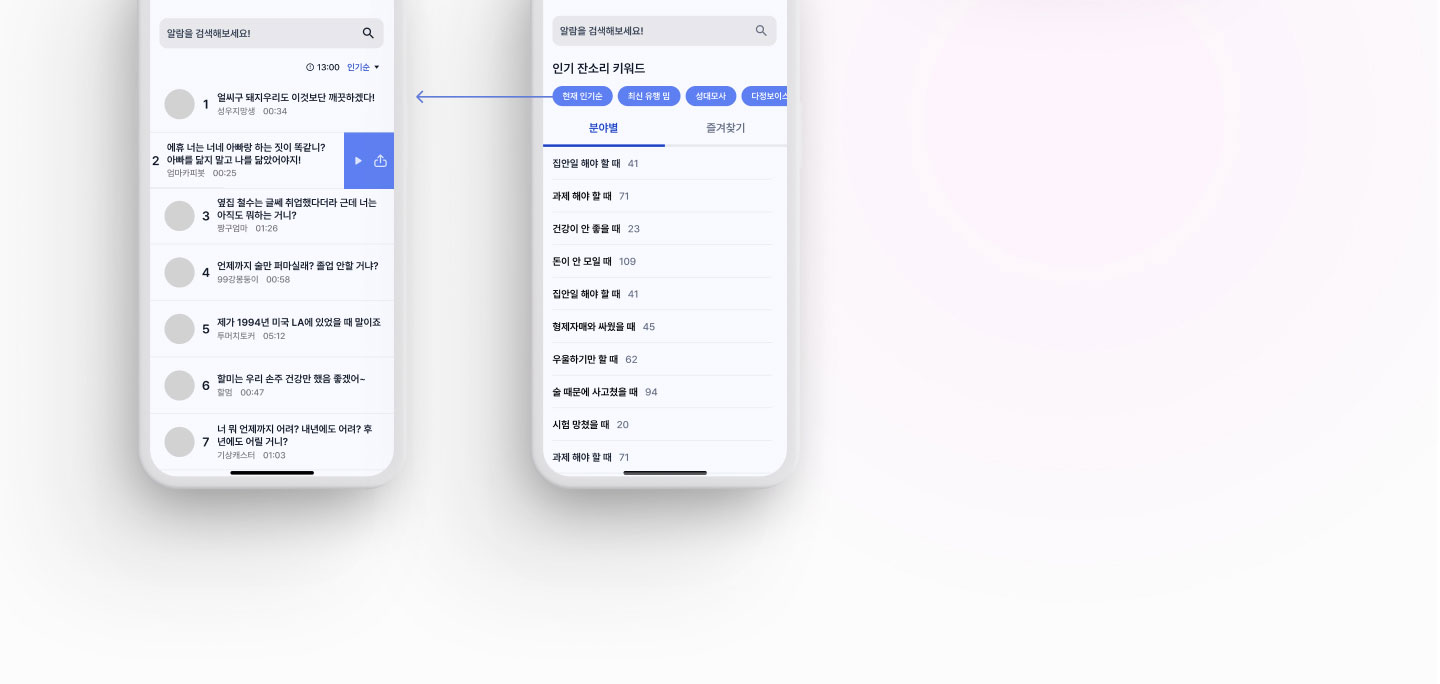 알람을 검색해보세요!
13:00 인기순
1
얼씨구 돼지우리도 이것보단 깨끗하겠다!
성우지망생 00:34
2
에휴 너는 너네 아빠랑 하는 짓이 똑같니?
아빠를 닮지 말고 나를 닮았어야지!
엄마카피봇 00:25
3
옆집 철수는 글쎄 취업했다더라 근데 너는
아직도 뭐하는 거니?
짱구엄마 01:26
4
언제까지 술만 퍼마실래? 졸업 안할 거냐?
99강몽둥이 00:58
5
제가 1994년 미국 LA에 있었을 때 말이죠
투머치토커 05:12
6
할미는 우리 손주 건강만 했음 좋겠어~
할멈 00:47
7
너 뭐 언제까지 어려? 내년에도 어려? 후
년에도 어릴 거니?
기상캐스터 01:03
알람을 검색해보세요!
인기 잔소리 키워드
현재 인기순 최신 유행 밈 성대모사 다정보이스
분야별 즐겨찾기
집안일 해야 할 때 41
과제 해야 할 때 71
건강이 안 좋을 때 23
돈이 안 모일 때 109
집안일 해야 할 때 41
형제자매와 싸웠을 때 45
우울하기만 할 때 62
술 때문에 사고쳤을 때 94
시험 망쳤을 때 20
과제 해야 할 때 71